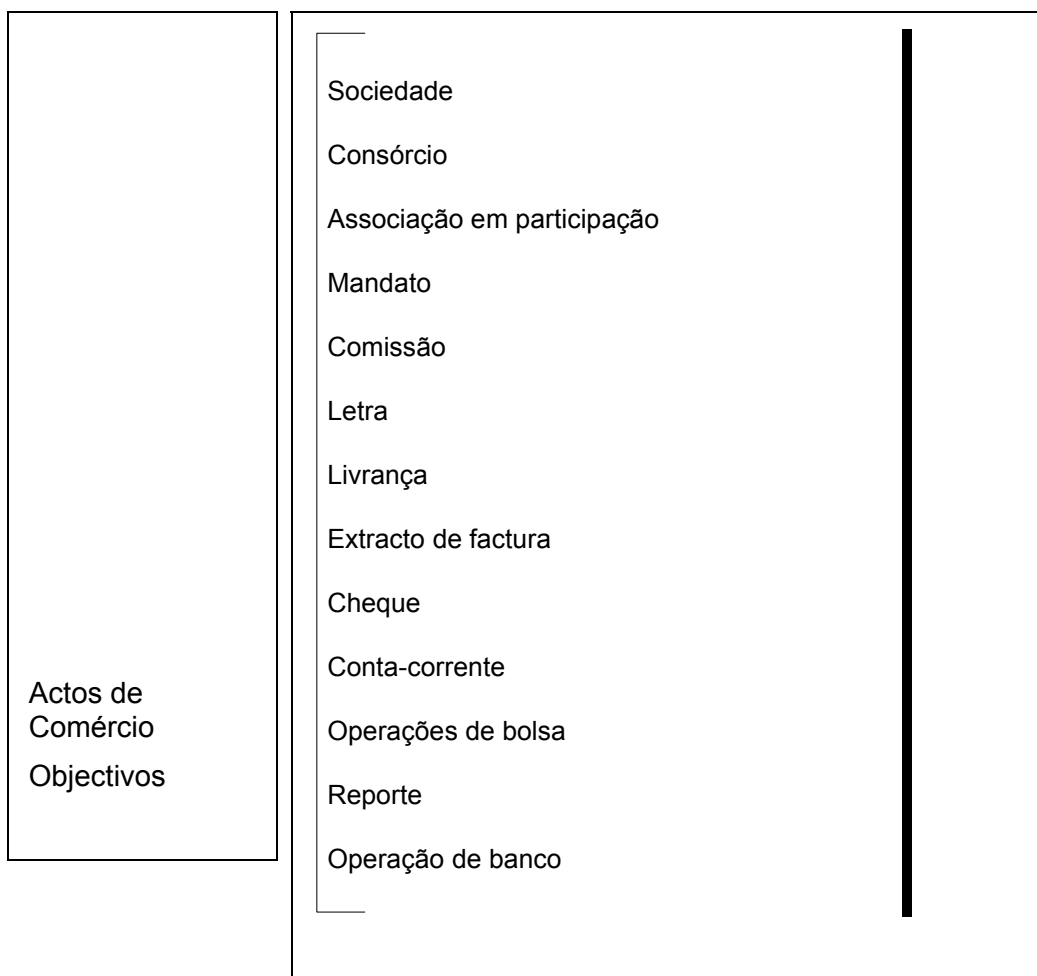 Actos de
Comércio
Objectivos
Sociedade
Consórcio
Associação em participação
Mandato
Comissão
Letra
Livrança
Extracto de factura
Cheque
Conta-corrente
Operações de bolsa
Reporte
Operação de banco